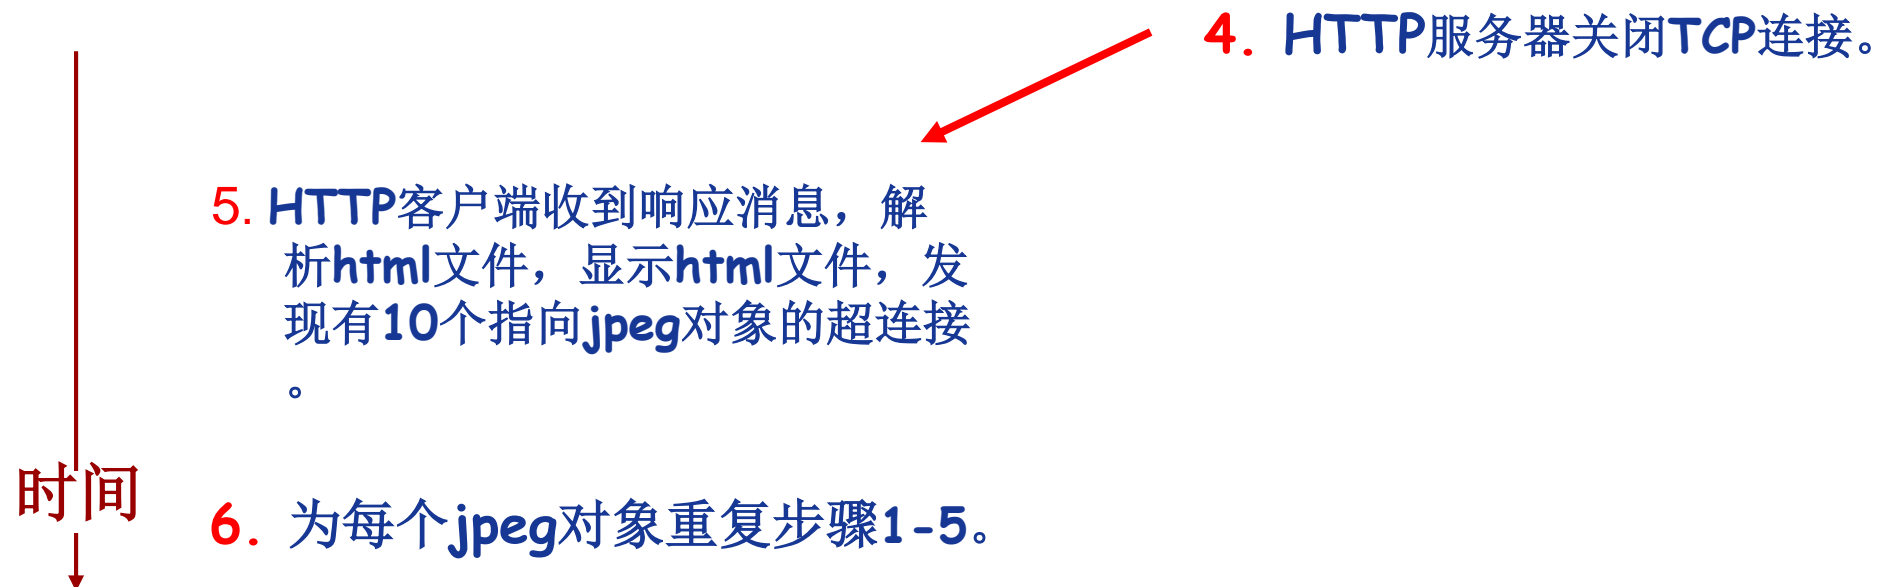 4. HTTP服务器关闭TCP连接。
5. HTTP客户端收到响应消息，解
析html文件，显示html文件，发
现有10个指向jpeg对象的超连接
。
时间
6. 为每个jpeg对象重复步骤1-5。